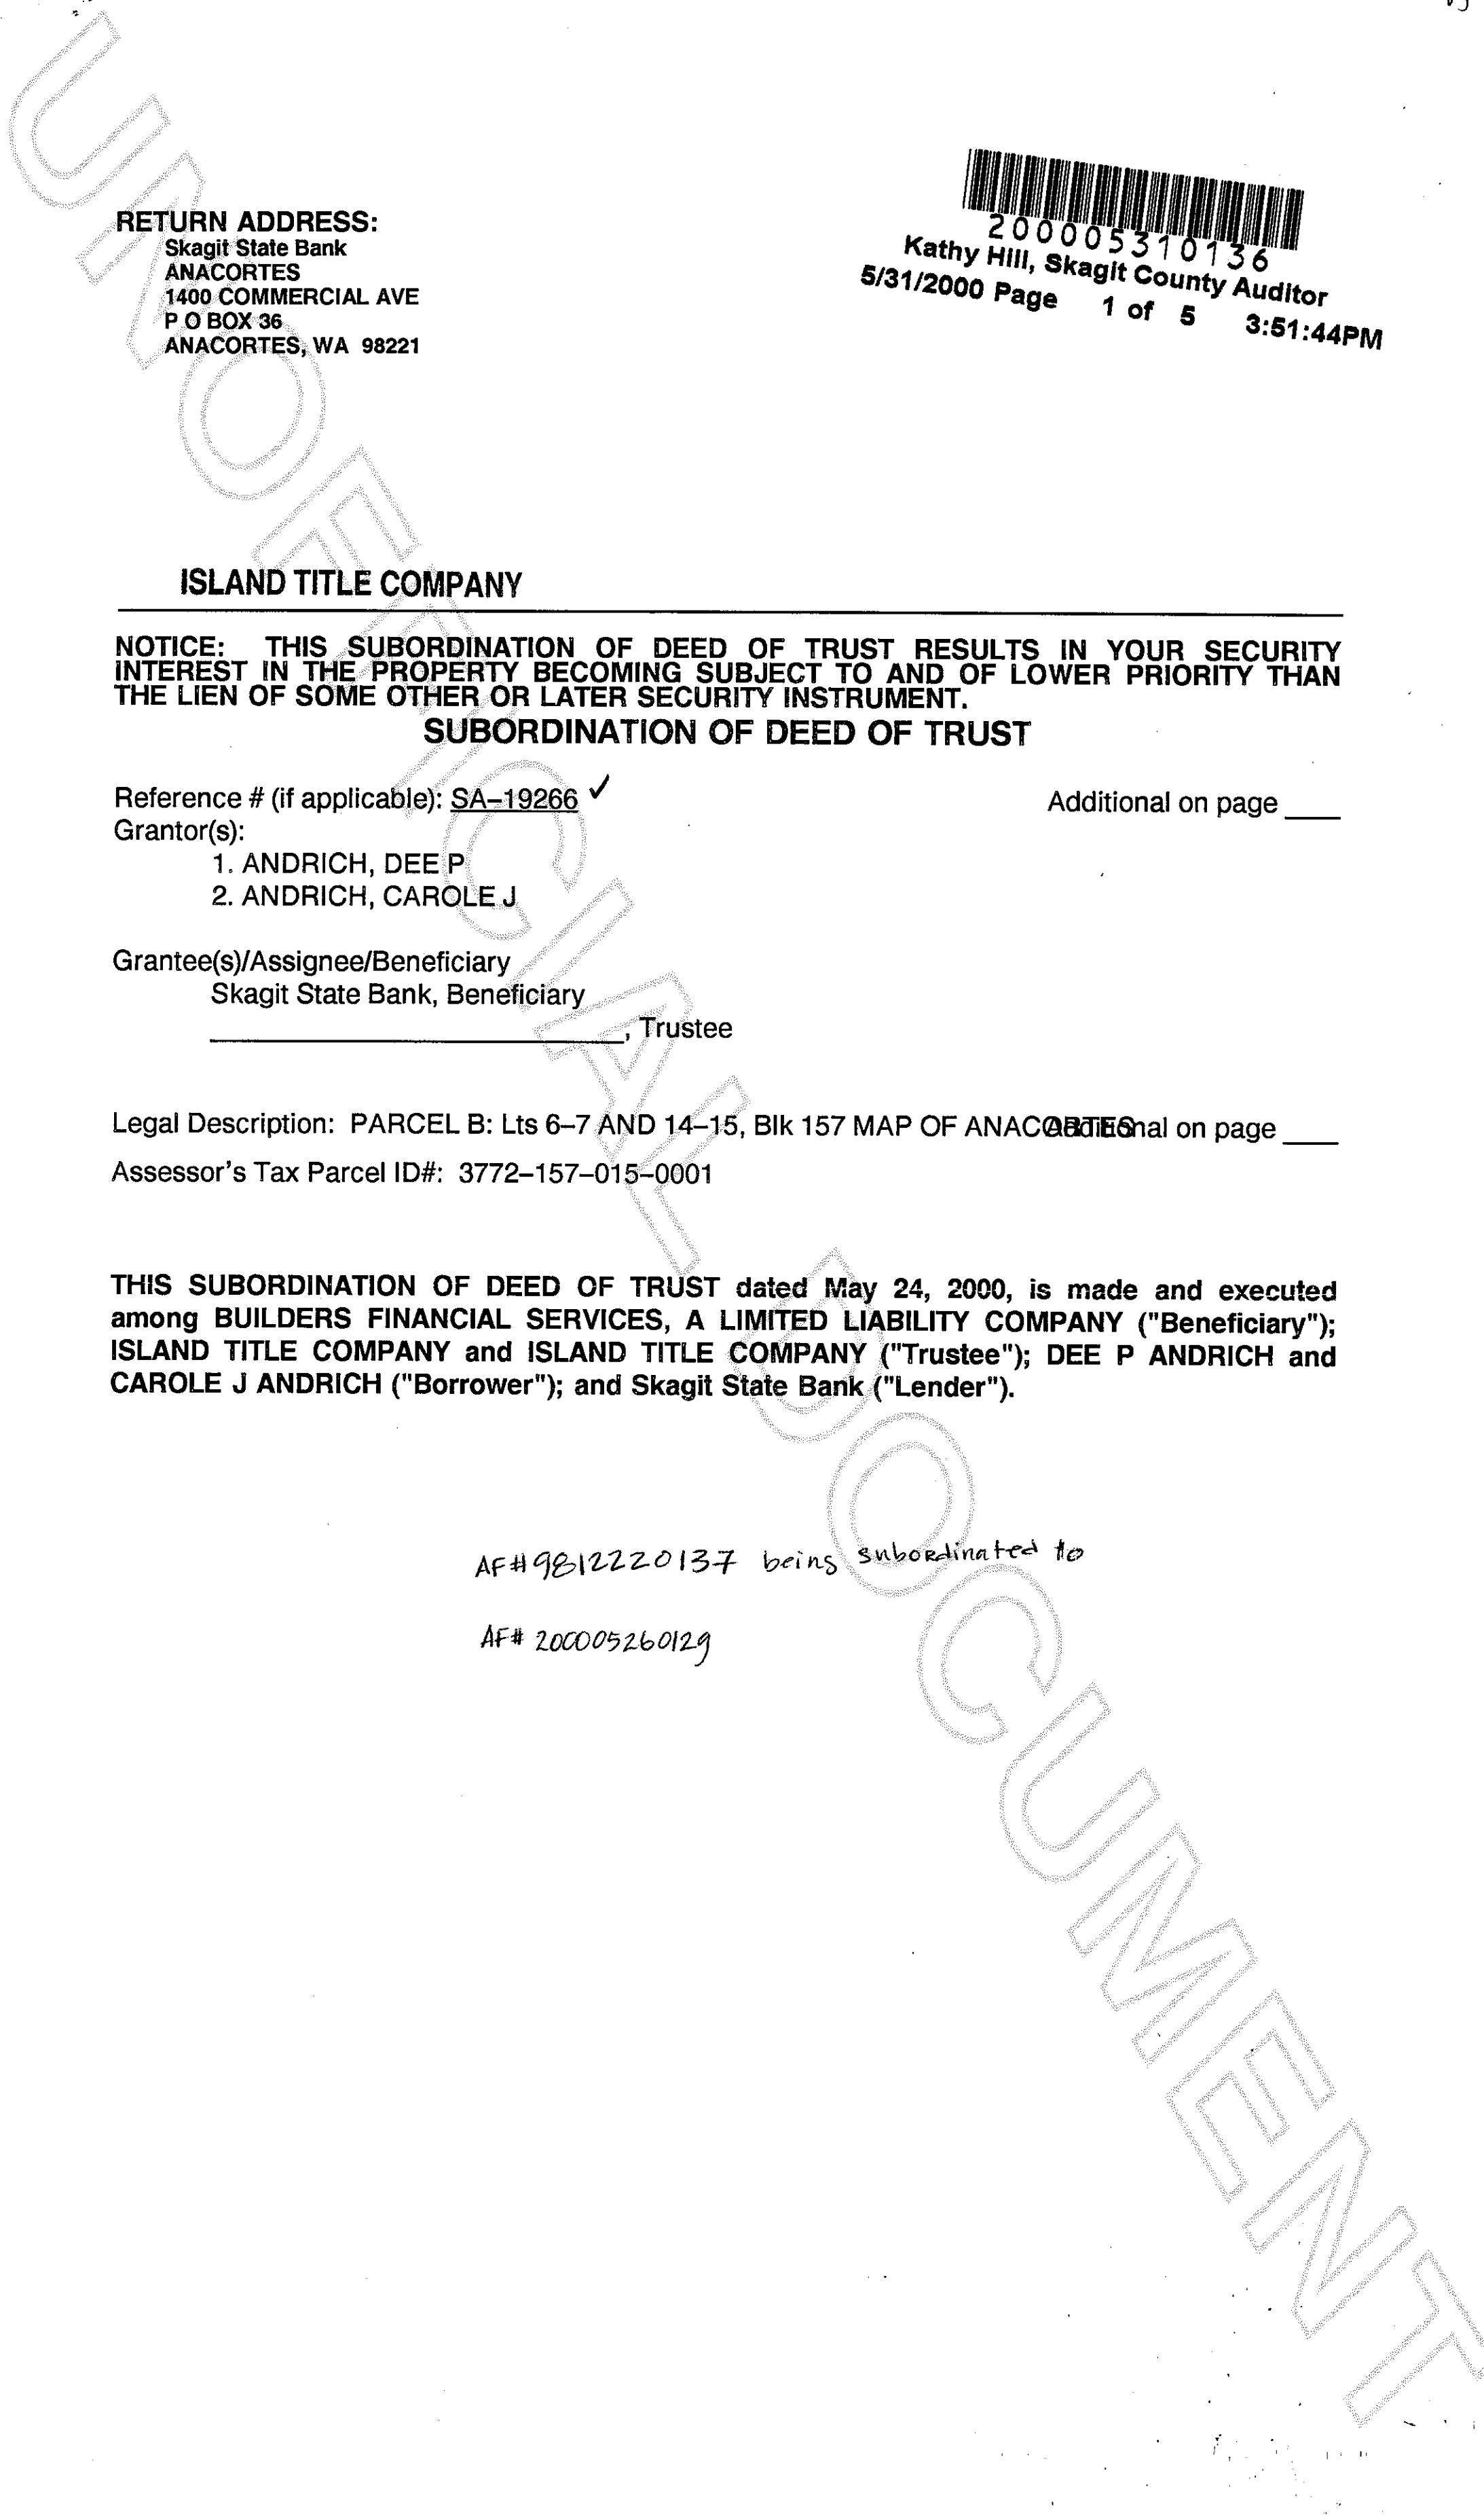 RETURN ADDRESS:
Skagit State Bank
ANACORTES
1400 COMMERCIAL AVE
P O BOX 36
ANACORTES, WA 98221
200005310136
Kathy Hill, Skagit County Auditor
5/31/2000 Page 1 of 5 3:51:44PM
ISLAND TITLE COMPANY
NOTICE: THIS SUBORDINATION OF DEED OF TRUST RESULTS IN YOUR SECURITY
INTEREST IN THE PROPERTY BECOMING SUBJECT TO AND OF LOWER PRIORITY THAN
THE LIEN OF SOME OTHER OR LATER SECURITY INSTRUMENT.
SUBORDINATION OF DEED OF TRUST
Reference # (if applicable): SA-19266 ✓ Additional on page ____
Grantor(s):
1. ANDRICH, DEE P
2. ANDRICH, CAROLE J
Grantee(s)/Assignee/Beneficiary
Skagit State Bank, Beneficiary
____________________, Trustee
Legal Description: PARCEL B: Lts 6-7 AND 14-15, Blk 157 MAP OF ANACORTES Additional on page ____
Assessor's Tax Parcel ID#: 3772-157-015-0001
THIS SUBORDINATION OF DEED OF TRUST dated May 24, 2000, is made and executed
among BUILDERS FINANCIAL SERVICES, A LIMITED LIABILITY COMPANY ("Beneficiary");
ISLAND TITLE COMPANY and ISLAND TITLE COMPANY ("Trustee"); DEE P ANDRICH and
CAROLE J ANDRICH ("Borrower"); and Skagit State Bank ("Lender").
AF#9812220137 being subordinated to
AF# 200005260129
UNOFFICIAL DOCUMENT